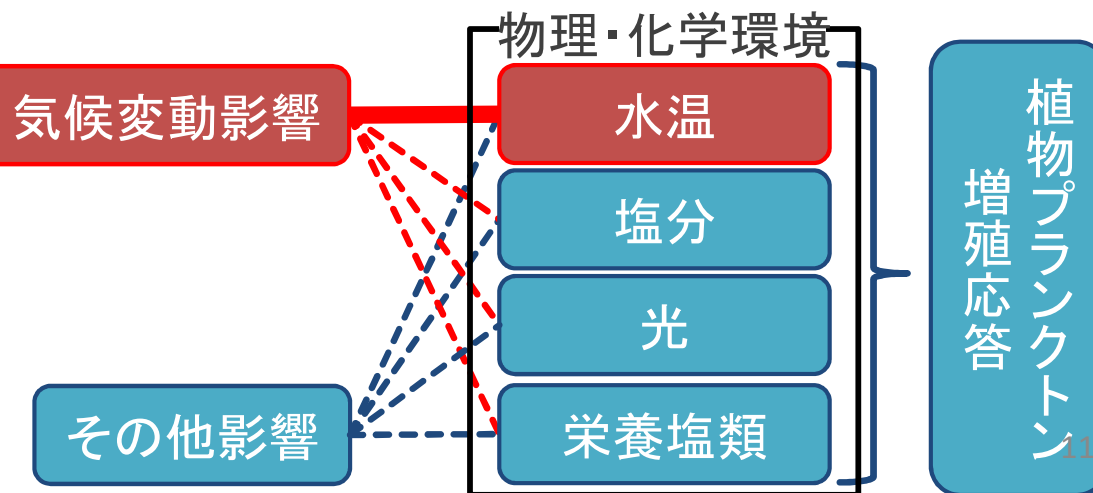 物理・化学環境
気候変動影響
水温
塩分
光
その他影響
栄養塩類
植物プランクトン
増殖応答
11